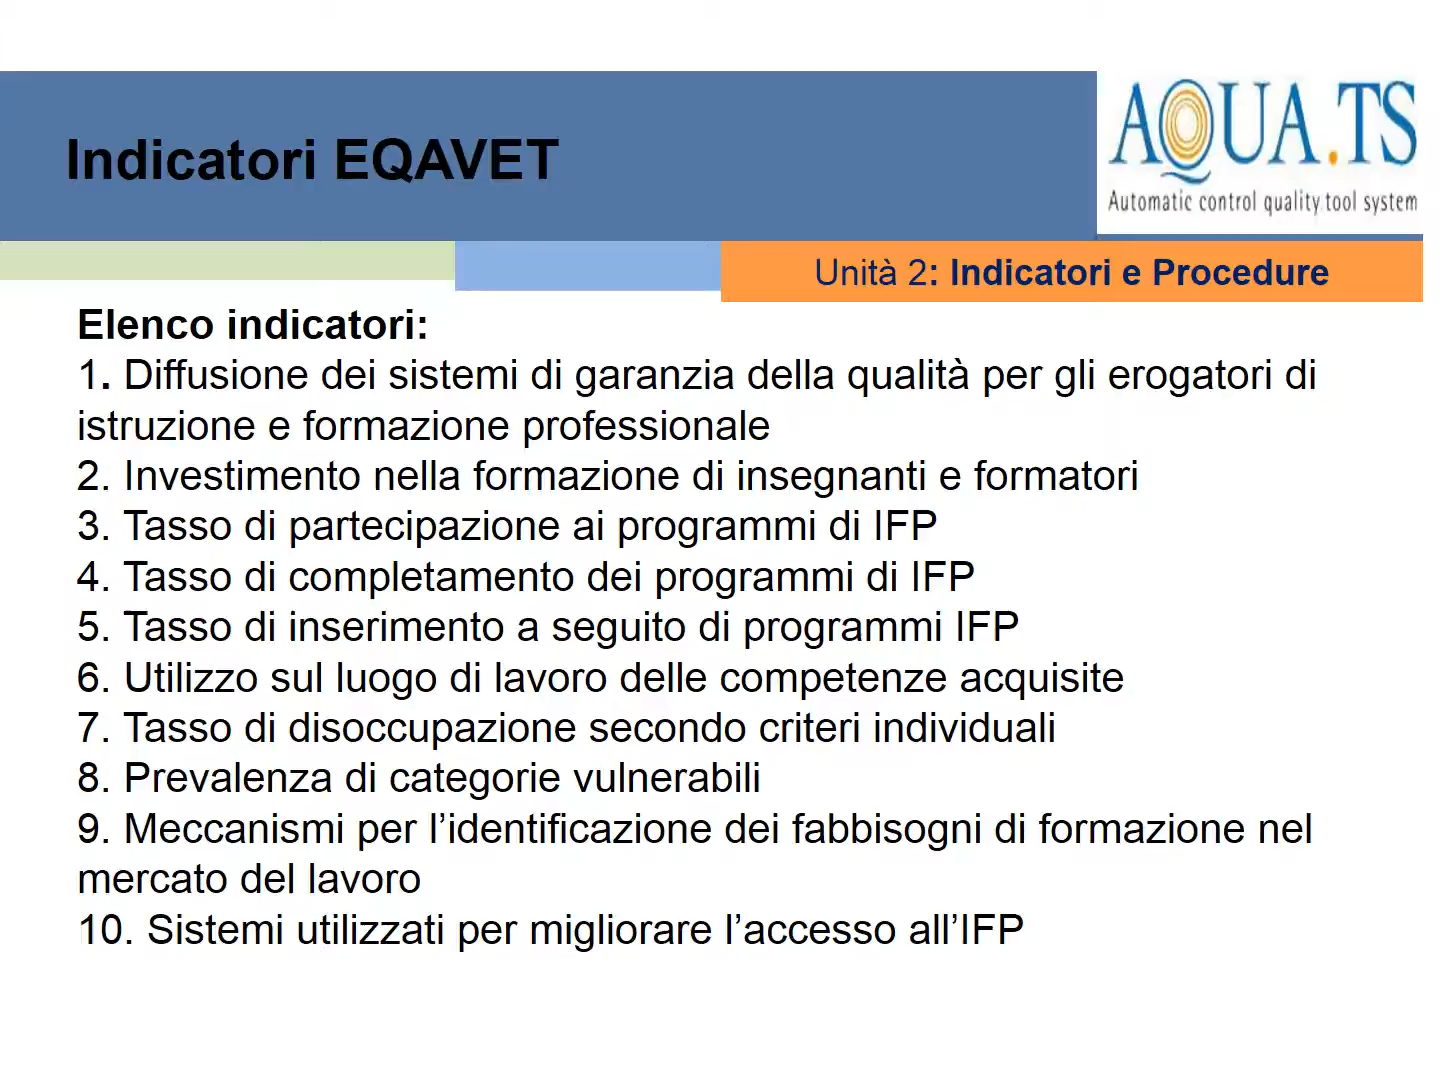 Indicatori EQAVET
AQUA.TS
Automatic control quality tool system
Unità 2: Indicatori e Procedure
Elenco indicatori:
1. Diffusione dei sistemi di garanzia della qualità per gli erogatori di
istruzione e formazione professionale
2. Investimento nella formazione di insegnanti e formatori
3. Tasso di partecipazione ai programmi di IFP
4. Tasso di completamento dei programmi di IFP
5. Tasso di inserimento a seguito di programmi IFP
6. Utilizzo sul luogo di lavoro delle competenze acquisite
7. Tasso di disoccupazione secondo criteri individuali
8. Prevalenza di categorie vulnerabili
9. Meccanismi per l’identificazione dei fabbisogni di formazione nel
mercato del lavoro
10. Sistemi utilizzati per migliorare l’accesso all’IFP